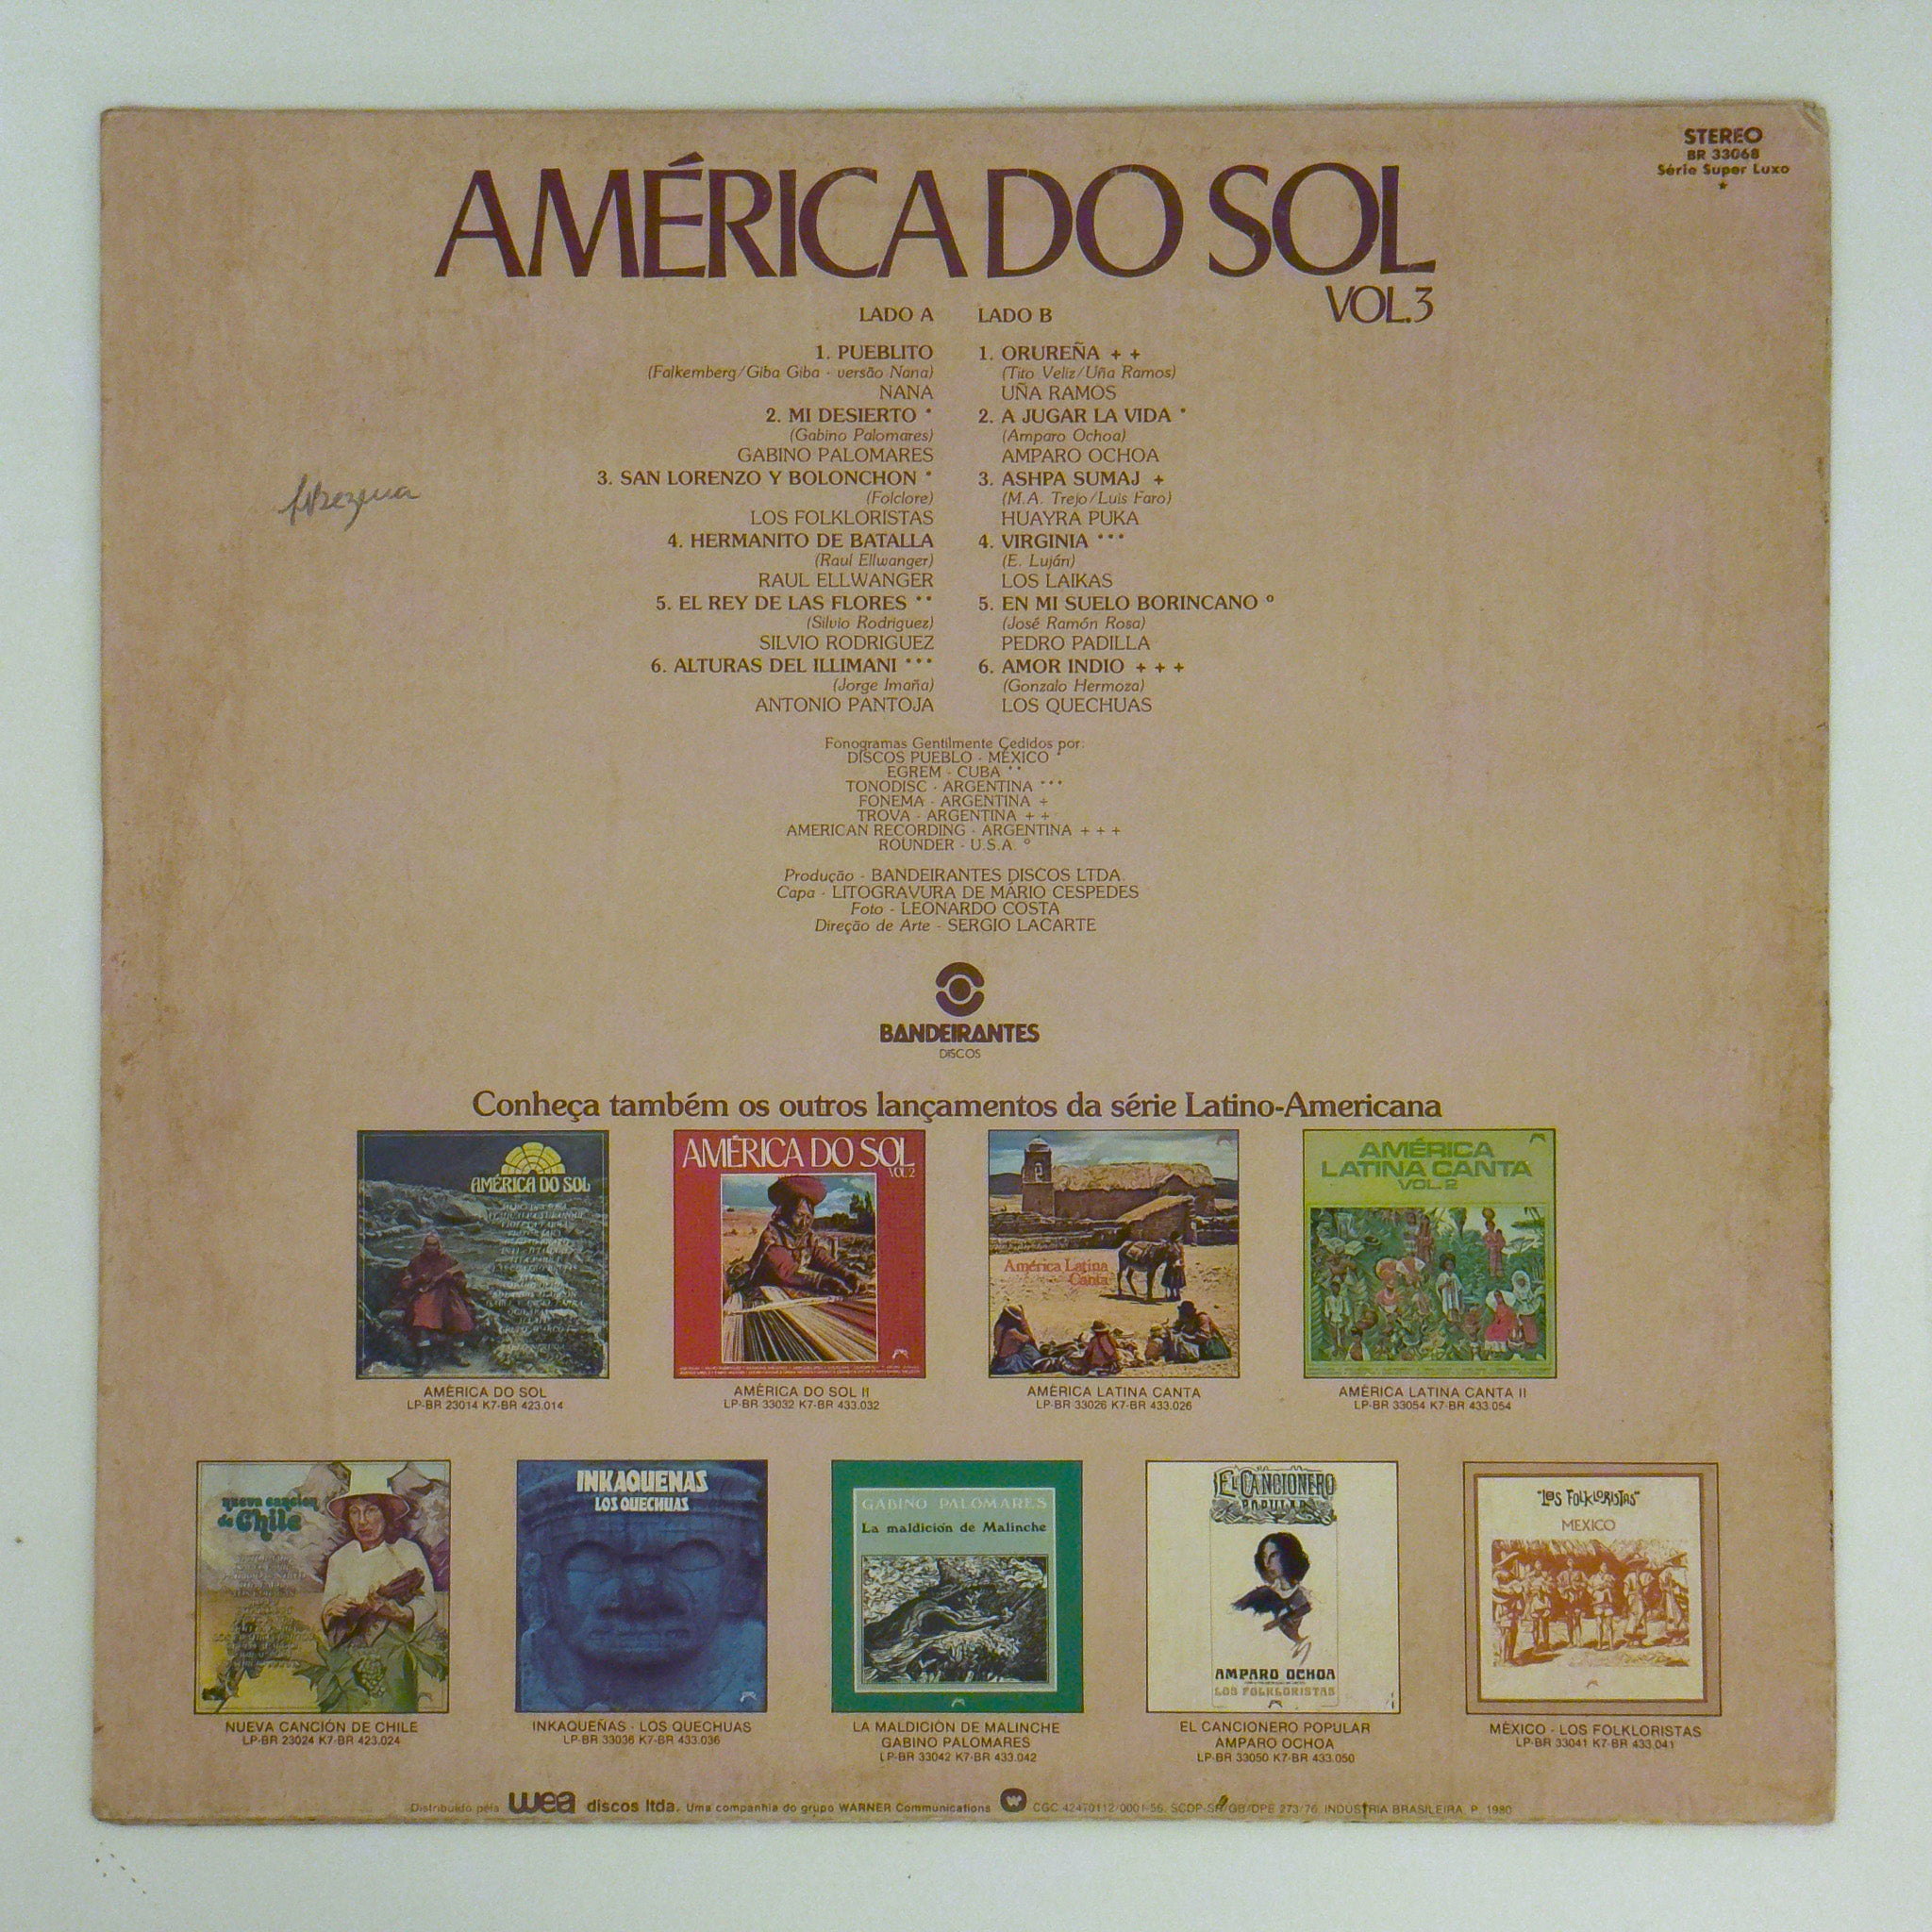 STEREO
BR 33068
Série Super Luxo
★
AMÉRICA DO SOL
VOL.3
LADO A
1. PUEBLITO
(Falkemberg/Giba Giba - versão Nana)
NANA
2. MI DESIERTO *
(Gabino Palomares)
GABINO PALOMARES
3. SAN LORENZO Y BOLONCHON *
(Folclore)
LOS FOLKLORISTAS
4. HERMANITO DE BATALLA
(Raul Ellwanger)
RAUL ELLWANGER
5. EL REY DE LAS FLORES **
(Silvio Rodriguez)
SILVIO RODRIGUEZ
6. ALTURAS DEL ILLIMANI ***
(Jorge Imaña)
ANTONIO PANTOJA
LADO B
1. ORUREÑA + +
(Tito Veliz/Uña Ramos)
UÑA RAMOS
2. A JUGAR LA VIDA *
(Amparo Ochoa)
AMPARO OCHOA
3. ASHPA SUMAJ +
(M.A. Trejo/Luis Faro)
HUAYRA PUKA
4. VIRGINIA ***
(E. Luján)
LOS LAIKAS
5. EN MI SUELO BORINCANO º
(José Ramón Rosa)
PEDRO PADILLA
6. AMOR INDIO + + +
(Gonzalo Hermoza)
LOS QUECHUAS
Fonogramas Gentilmente Cedidos por:
DISCOS PUEBLO - MÉXICO *
EGREM - CUBA **
TONODISC - ARGENTINA ***
FONEMA - ARGENTINA +
TROVA - ARGENTINA + +
AMERICAN RECORDING - ARGENTINA + + +
ROUNDER - U.S.A. º
Produção - BANDEIRANTES DISCOS LTDA.
Capa - LITOGRAVURA DE MÁRIO CESPEDES
Foto - LEONARDO COSTA
Direção de Arte - SERGIO LACARTE
BANDEIRANTES
DISCOS
Conheça também os outros lançamentos da série Latino-Americana
AMÉRICA DO SOL
AMÉRICA DO SOL
LP-BR 23014 K7-BR 423.014
AMÉRICA DO SOL
VOL.2
AMÉRICA DO SOL II
LP-BR 33032 K7-BR 433.032
América Latina
Canta
AMÉRICA LATINA CANTA
LP-BR 33026 K7-BR 433.026
AMÉRICA
LATINA CANTA
VOL.2
AMÉRICA LATINA CANTA II
LP-BR 33054 K7-BR 433.054
nueva canción
de Chile
NUEVA CANCIÓN DE CHILE
LP-BR 23024 K7-BR 423.024
INKAQUENAS
LOS QUECHUAS
INKAQUEÑAS - LOS QUECHUAS
LP-BR 33036 K7-BR 433.036
GABINO PALOMARES
La maldición de Malinche
LA MALDICIÓN DE MALINCHE
GABINO PALOMARES
LP-BR 33042 K7-BR 433.042
EL CANCIONERO
POPULAR
AMPARO OCHOA
LOS FOLKLORISTAS
EL CANCIONERO POPULAR
AMPARO OCHOA
LP-BR 33050 K7-BR 433.050
"LOS FOLKLORISTAS"
MEXICO
MÉXICO - LOS FOLKLORISTAS
LP-BR 33041 K7-BR 433.041
Distribuído pela wea discos ltda. Uma companhia do grupo WARNER Communications CGC 42470112/0001-56. SCDP-SR/GB/DPE 273/76. INDÚSTRIA BRASILEIRA. P. 1980